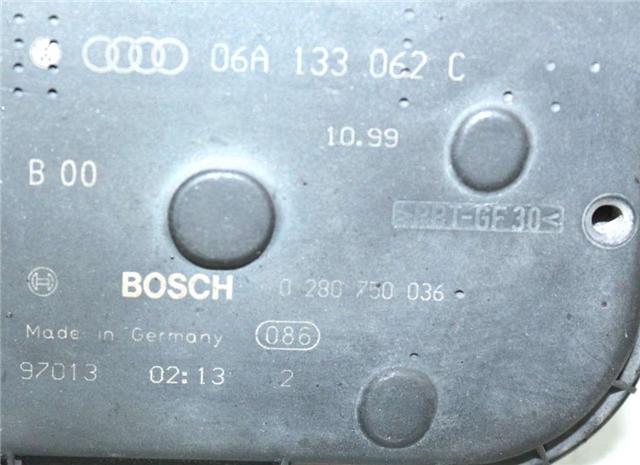 06A 133 062 C
10.99
B 00
>PBT-GF30<
BOSCH 0 280 750 036
Made in Germany 086
97013 02:13 2